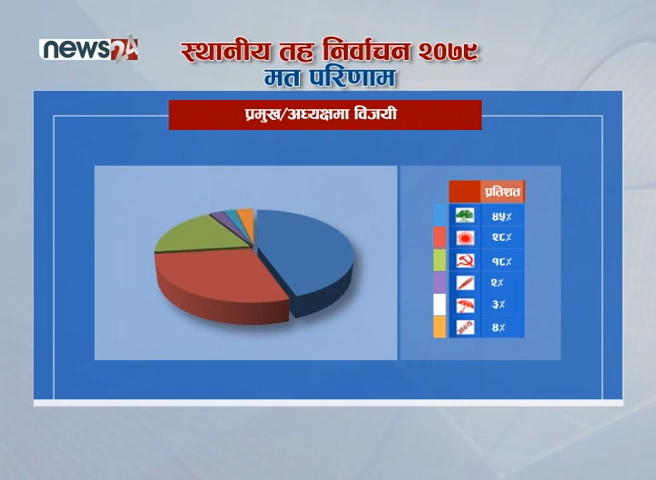 news24
स्थानीय तह निर्वाचन २०७९
मत परिणाम
प्रमुख/अध्यक्षमा विजयी
प्रतिशत
४५%
२८%
१८%
२%
३%
अन्य ४%